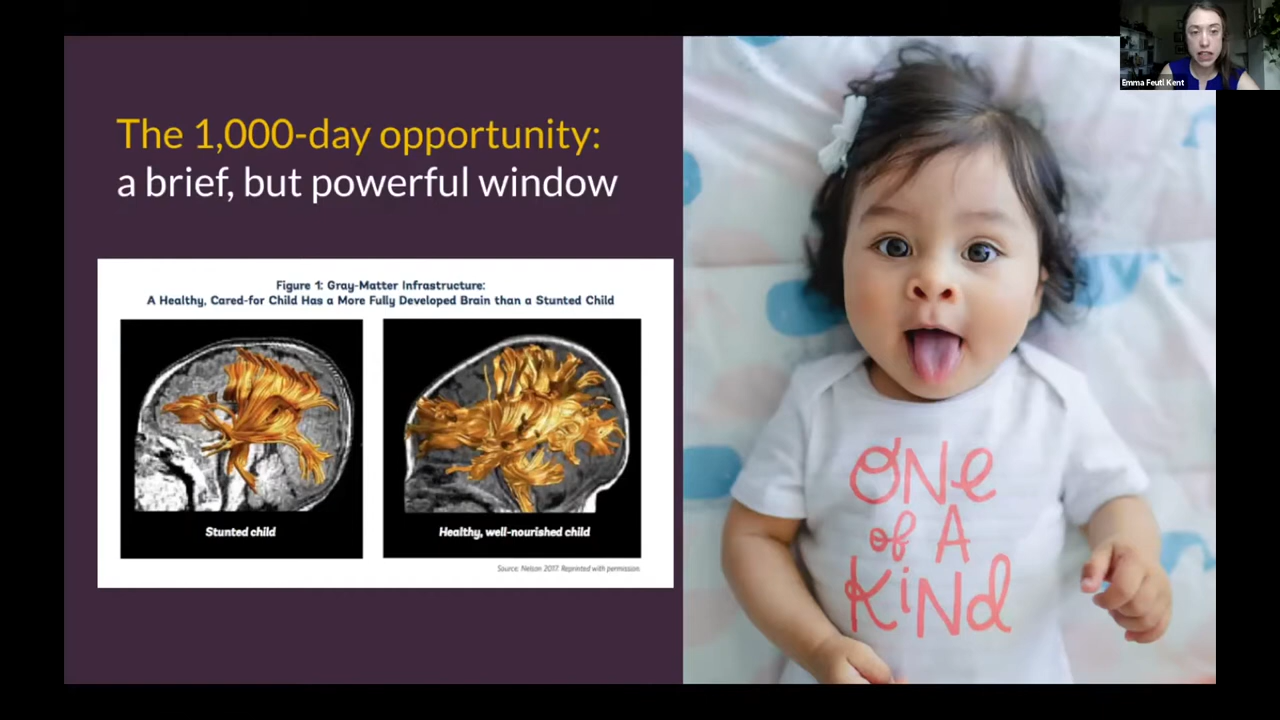 The 1,000-day opportunity:
a brief, but powerful window
Figure 1: Gray-Matter Infrastructure:
A Healthy, Cared-for Child Has a More Fully Developed Brain than a Stunted Child
Stunted child
Healthy, well-nourished child
Source: Nelson 2017. Reprinted with permission.
ONe
of A
KiNd
Emma Feutl Kent